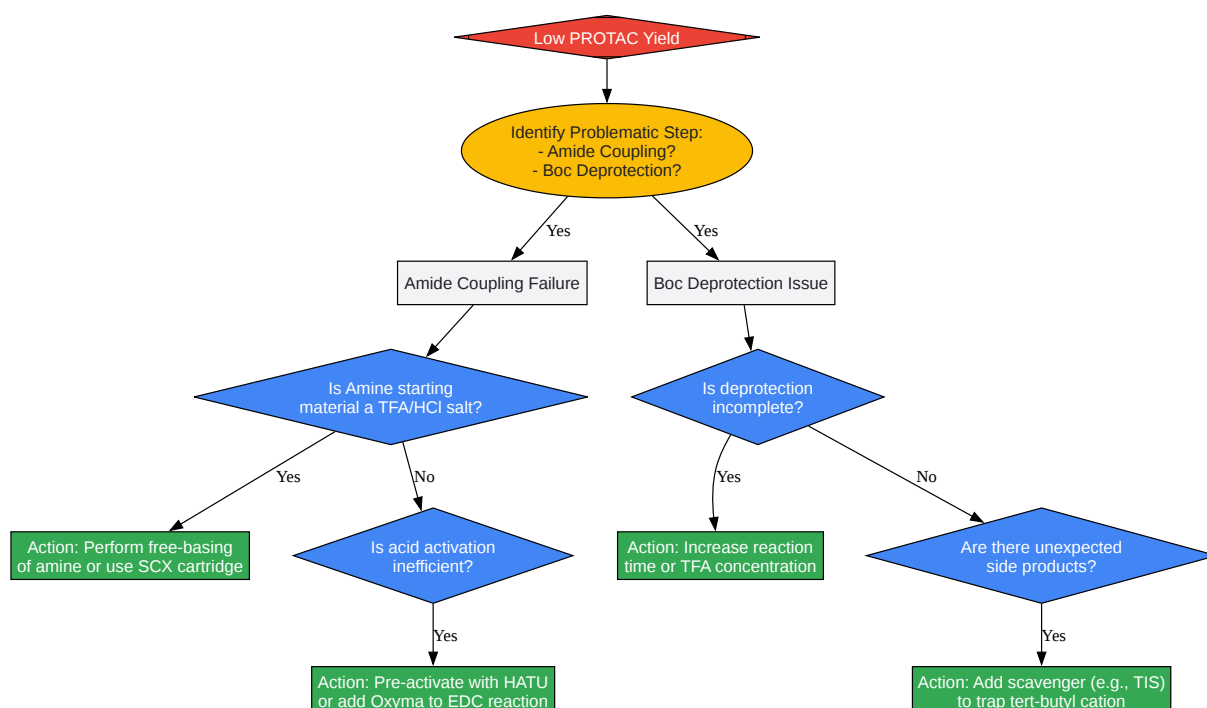 Low PROTAC Yield
Identify Problematic Step:
- Amide Coupling?
- Boc Deprotection?
Yes
Yes
Amide Coupling Failure
Boc Deprotection Issue
Is Amine starting
material a TFA/HCl salt?
Is deprotection
incomplete?
Yes
No
Yes
No
Action: Perform free-basing
of amine or use SCX cartridge
Is acid activation
inefficient?
Action: Increase reaction
time or TFA concentration
Are there unexpected
side products?
Yes
Yes
Action: Pre-activate with HATU
or add Oxyma to EDC reaction
Action: Add scavenger (e.g., TIS)
to trap tert-butyl cation